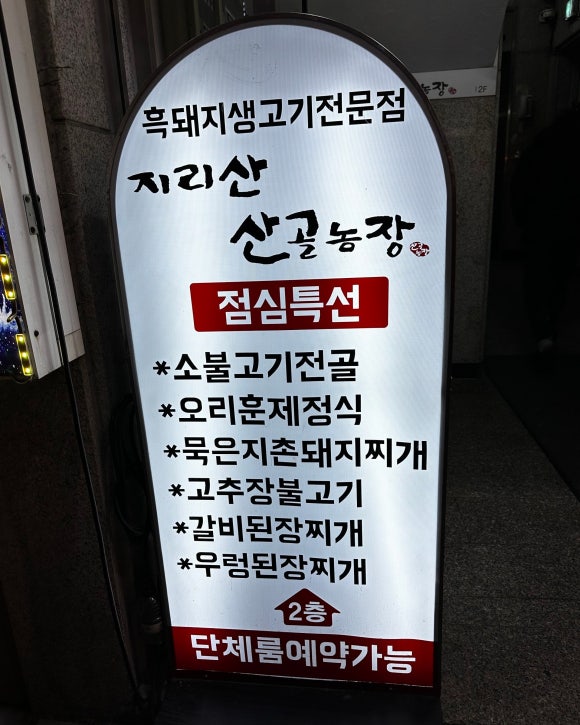 흑돼지생고기전문점
지리산
산골농장
점심특선
*소불고기전골
*오리훈제정식
*묵은지촌돼지찌개
*고추장불고기
*갈비된장찌개
*우렁된장찌개
2층
단체룸예약가능
농장
2F